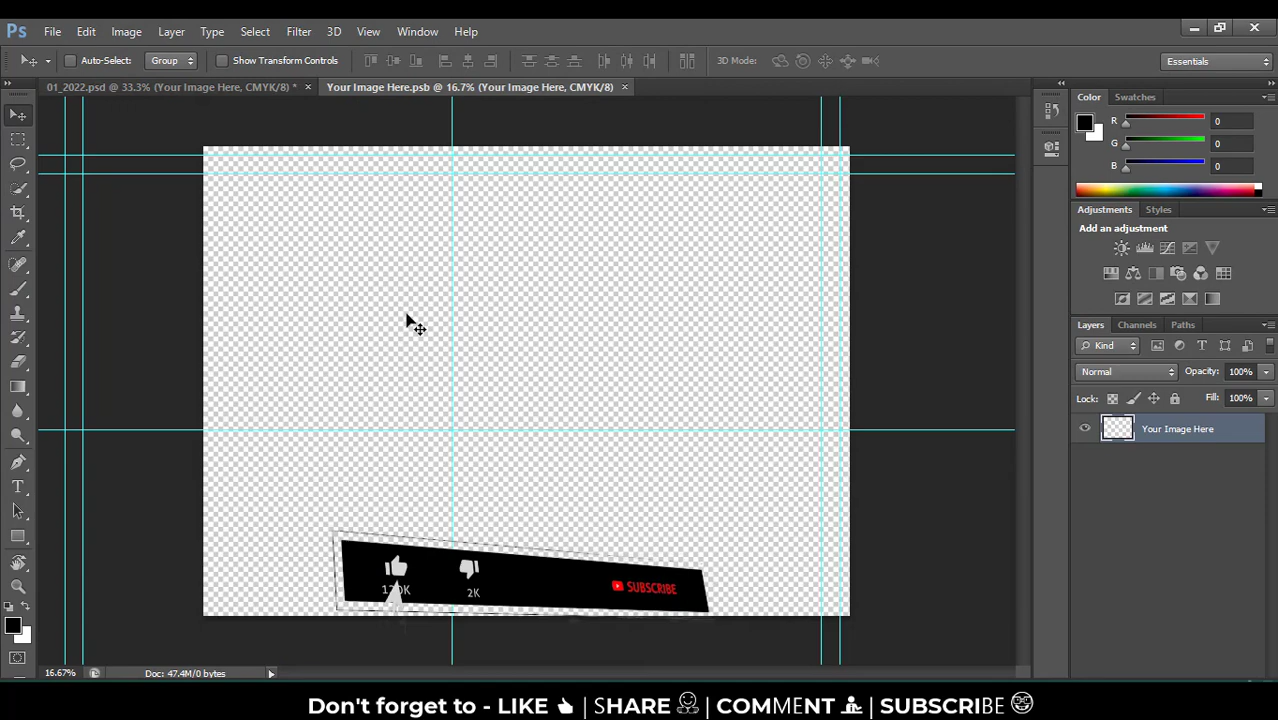 Ps File Edit Image Layer Type Select Filter 3D View Window Help
Auto-Select: Group Show Transform Controls 3D Mode: Essentials
01_2022.psd @ 33.3% (Your Image Here, CMYK/8) * × Your Image Here.psb @ 16.7% (Your Image Here, CMYK/8) ×
Color Swatches
R 0
G 0
B 0
Adjustments Styles
Add an adjustment
Layers Channels Paths
Kind
Normal Opacity: 100%
Lock: Fill: 100%
Your Image Here
2K
SUBSCRIBE
16.67% Doc: 47.4M/0 bytes
Don't forget to - LIKE | SHARE | COMMENT | SUBSCRIBE